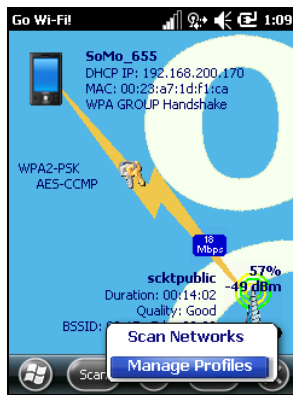 Go Wi-Fi!
1:09
SoMo_655
DHCP IP: 192.168.200.170
MAC: 00:23:a7:1d:f1:ca
WPA GROUP Handshake
WPA2-PSK
AES-CCMP
18
Mbps
57%
scktpublic
-49 dBm
Duration: 00:14:02
Quality: Good
BSSID:
Scan Networks
Manage Profiles
Scan